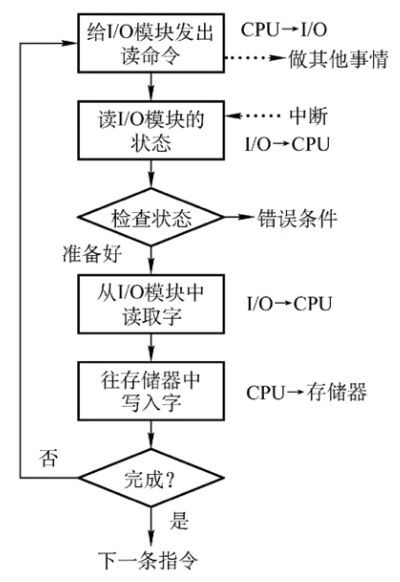 给I/O模块发出
读命令
CPU→I/O
做其他事情
读I/O模块的
状态
中断
I/O→CPU
检查状态
错误条件
准备好
从I/O模块中
读取字
I/O→CPU
往存储器中
写入字
CPU→存储器
否
完成?
是
下一条指令